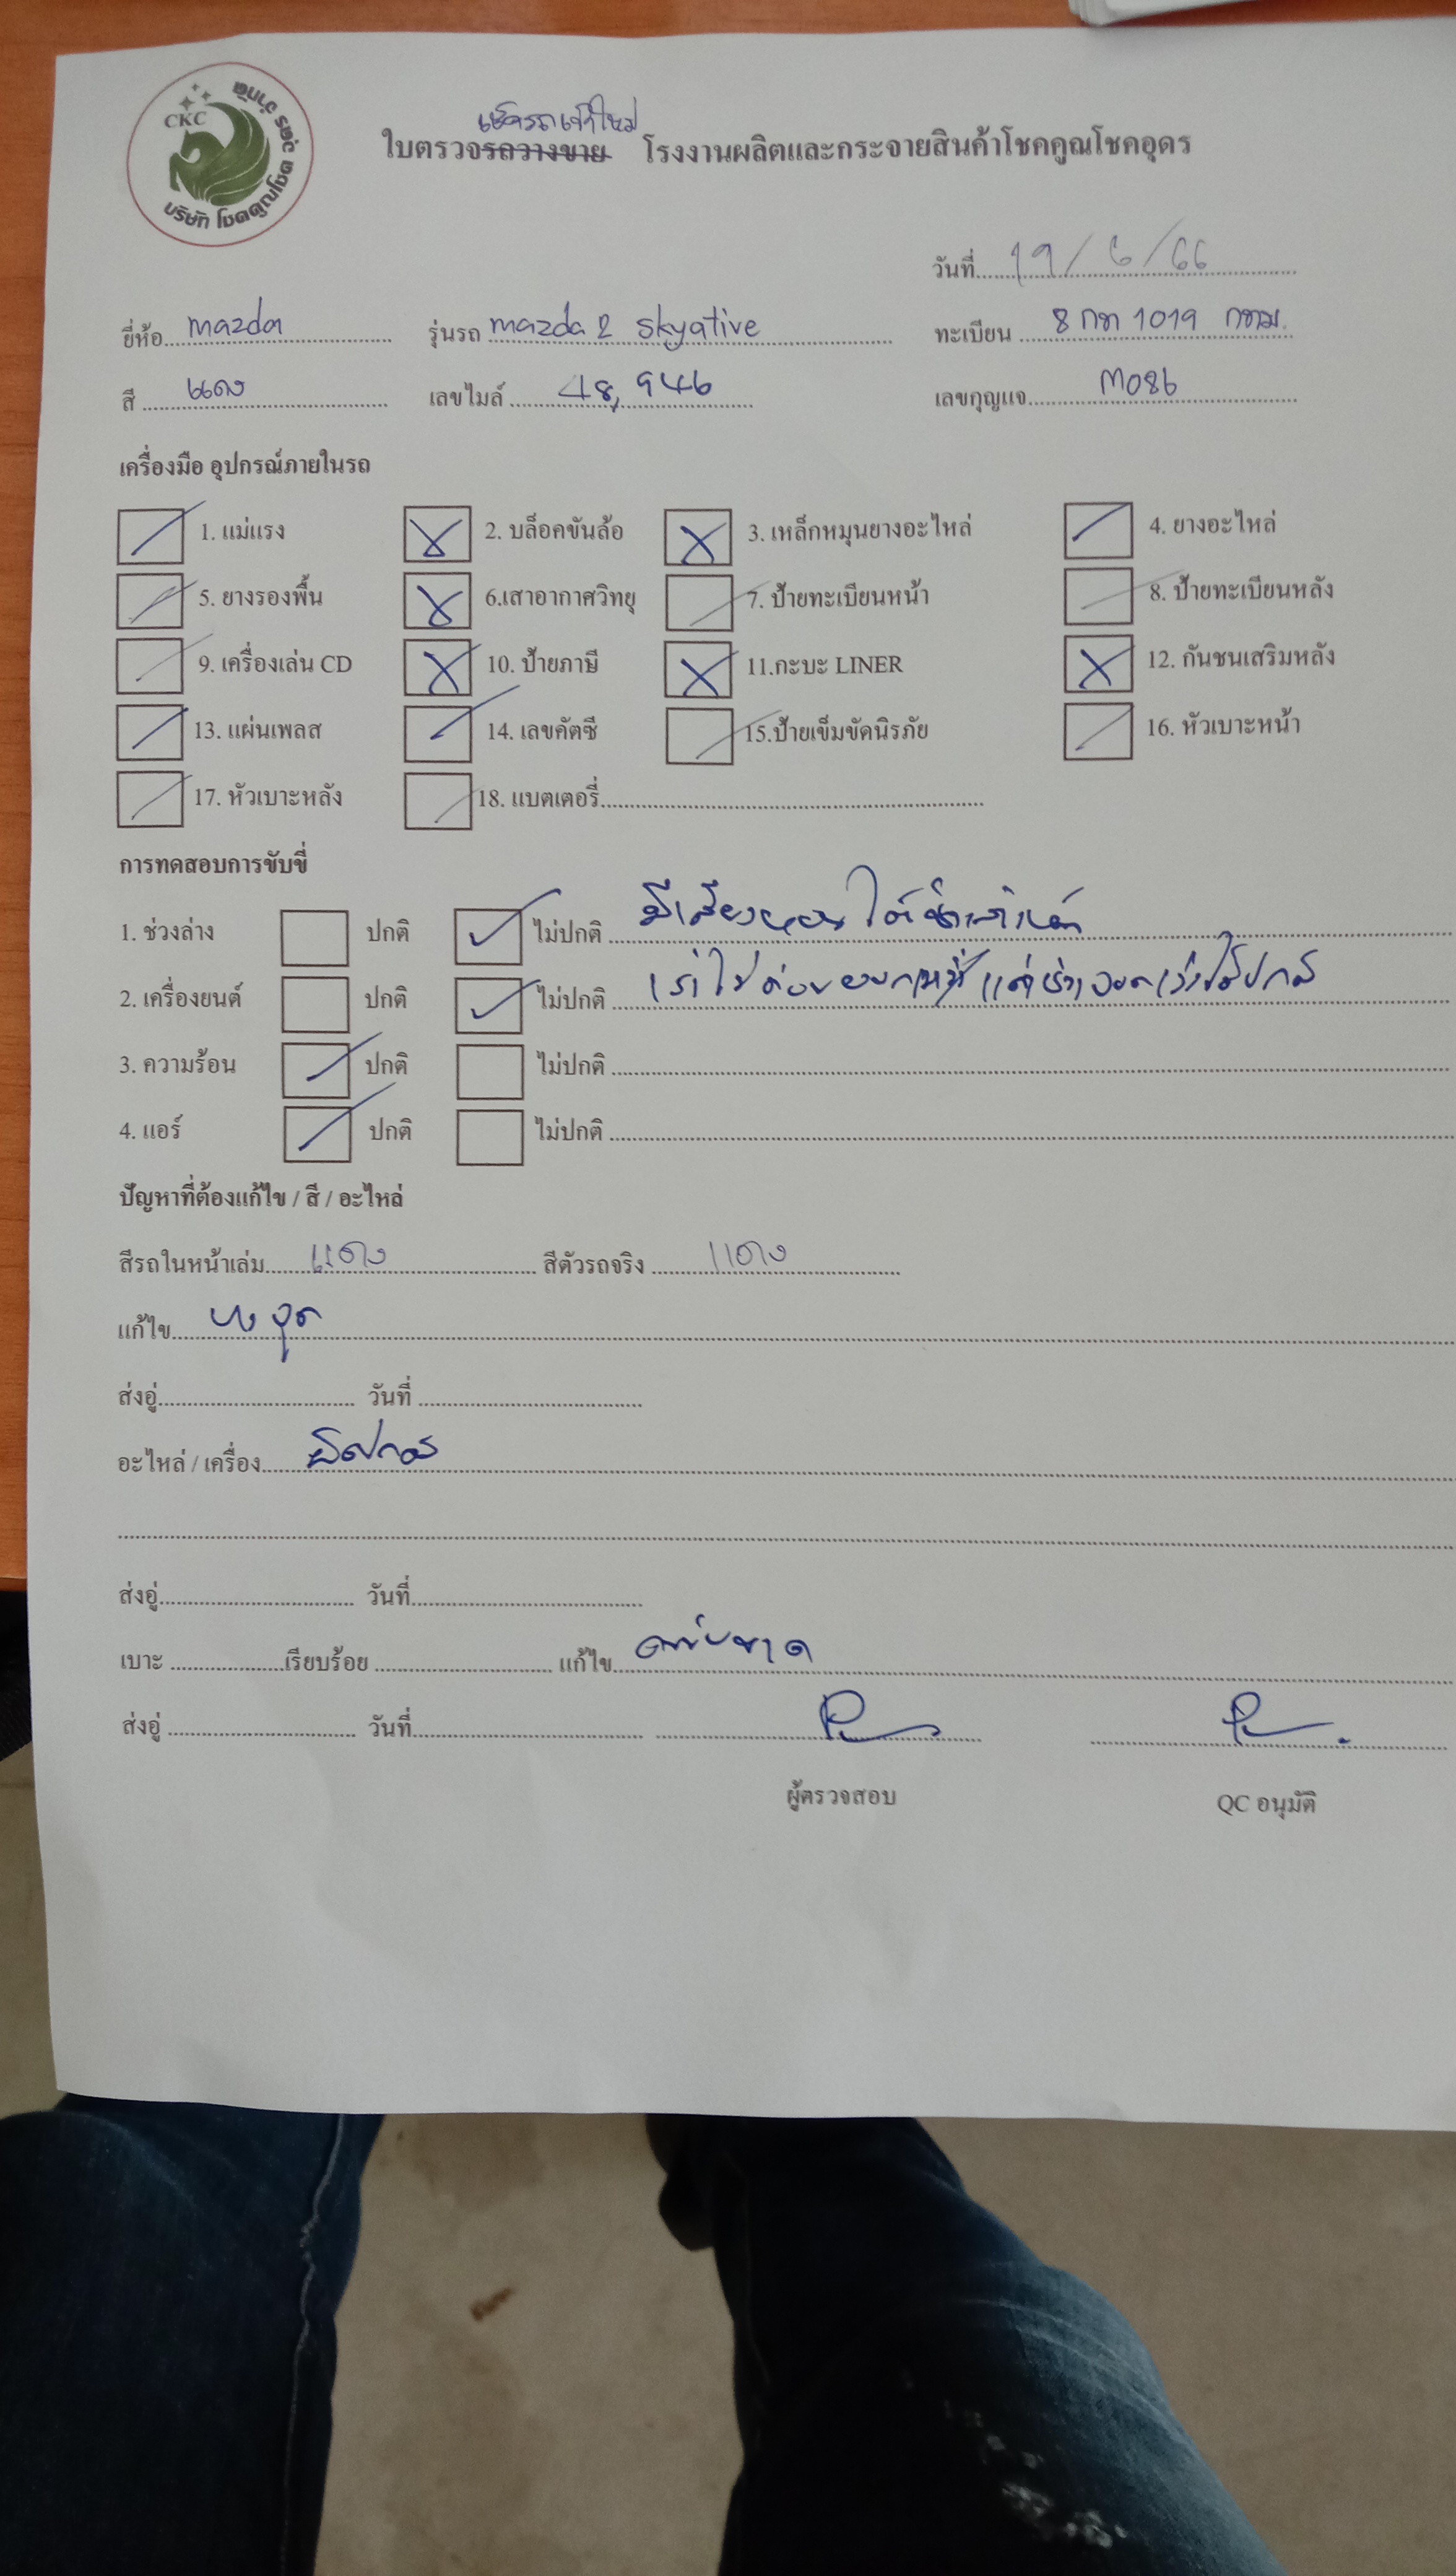 CKC
บริษัท โชคคูณโชค อุดร จำกัด
เช็ครถเข้าใหม่
ใบตรวจรถวางขาย โรงงานผลิตและกระจายสินค้าโชคคูณโชคอุดร
วันที่ 19/6/66
ยี่ห้อ mazda รุ่นรถ mazda 2 skyative ทะเบียน 8 กท 1019 กทม.
สี แดง เลขไมล์ 48,946 เลขกุญแจ M086
เครื่องมือ อุปกรณ์ภายในรถ
1. แม่แรง 2. บล็อคขันล้อ 3. เหล็กหมุนยางอะไหล่ 4. ยางอะไหล่
5. ยางรองพื้น 6.เสาอากาศวิทยุ 7. ป้ายทะเบียนหน้า 8. ป้ายทะเบียนหลัง
9. เครื่องเล่น CD 10. ป้ายภาษี 11.กะบะ LINER 12. กันชนเสริมหลัง
13. แผ่นเพลส 14. เลขคัตซี 15.ป้ายเข็มขัดนิรภัย 16. หัวเบาะหน้า
17. หัวเบาะหลัง 18. แบตเตอรี่
การทดสอบการขับขี่
1. ช่วงล่าง ปกติ ไม่ปกติ มีเสียงหอน
2. เครื่องยนต์ ปกติ ไม่ปกติ
3. ความร้อน ปกติ ไม่ปกติ
4. แอร์ ปกติ ไม่ปกติ
ปัญหาที่ต้องแก้ไข / สี / อะไหล่
สีรถในหน้าเล่ม แดง สีตัวรถจริง แดง
แก้ไข บางจุด
ส่งอู่ วันที่
อะไหล่ / เครื่อง
ส่งอู่ วันที่
เบาะ เรียบร้อย แก้ไข
ส่งอู่ วันที่
ผู้ตรวจสอบ QC อนุมัติ